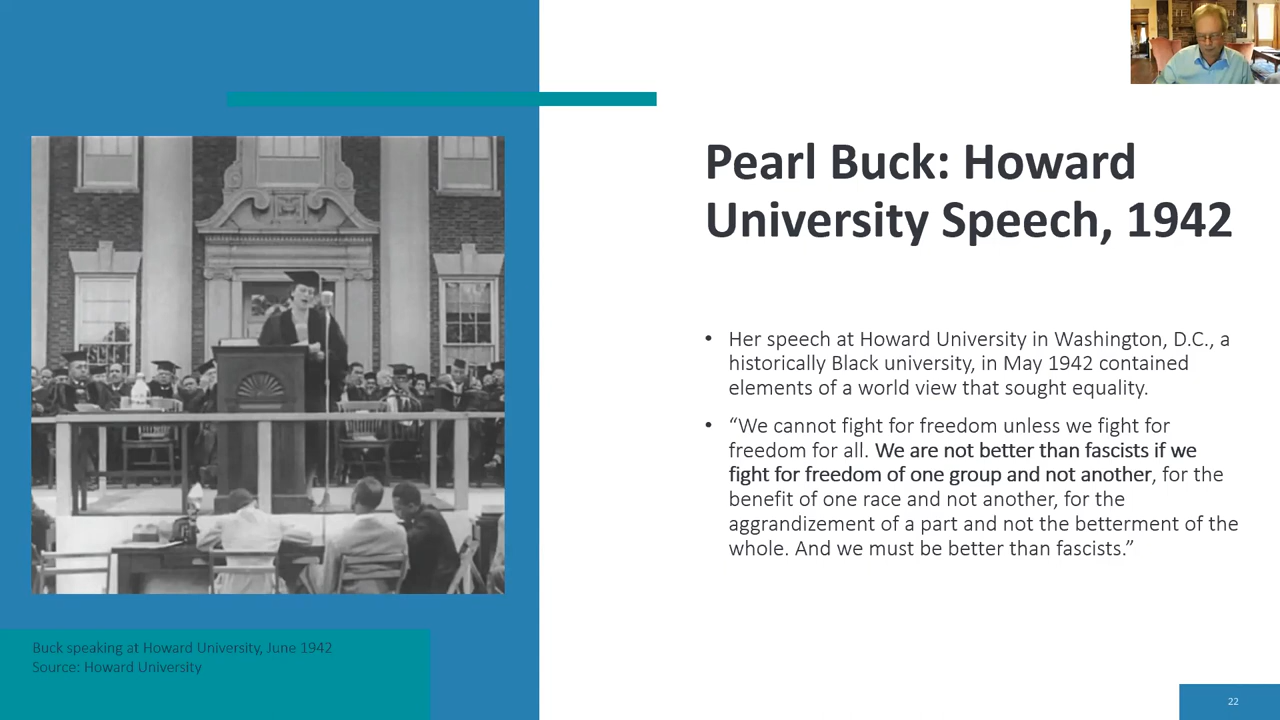 Pearl Buck: Howard
University Speech, 1942
• Her speech at Howard University in Washington, D.C., a
historically Black university, in May 1942 contained
elements of a world view that sought equality.
• “We cannot fight for freedom unless we fight for
freedom for all. We are not better than fascists if we
fight for freedom of one group and not another, for the
benefit of one race and not another, for the
aggrandizement of a part and not the betterment of the
whole. And we must be better than fascists.”
Buck speaking at Howard University, June 1942
Source: Howard University
22